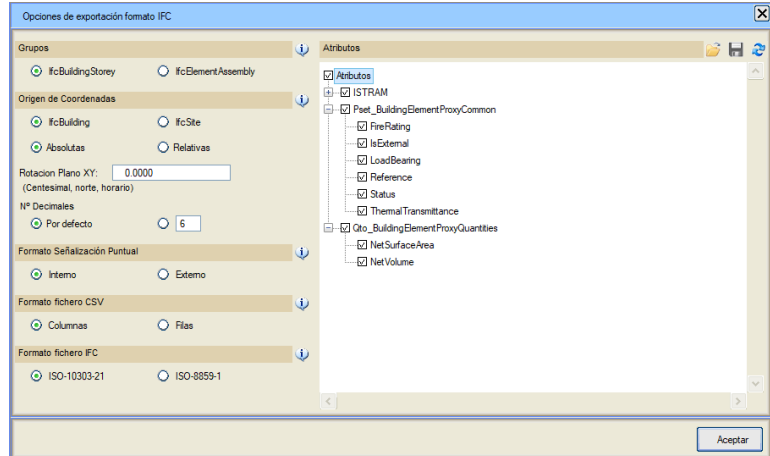 Opciones de exportación formato IFC
Grupos
IfcBuildingStorey
IfcElementAssembly
Origen de Coordenadas
IfcBuilding
IfcSite
Absolutas
Relativas
Rotacion Plano XY:
0.0000
(Centesimal, norte, horario)
Nº Decimales
Por defecto
6
Formato Señalización Puntual
Interno
Externo
Formato fichero CSV
Columnas
Filas
Formato fichero IFC
ISO-10303-21
ISO-8859-1
Atributos
Atributos
ISTRAM
Pset_BuildingElementProxyCommon
FireRating
IsExternal
LoadBearing
Reference
Status
ThermalTransmittance
Qto_BuildingElementProxyQuantities
NetSurfaceArea
NetVolume
Aceptar